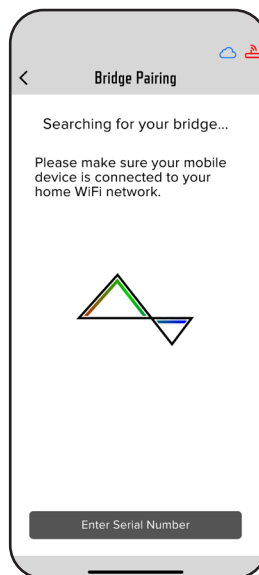 Bridge Pairing
Searching for your bridge...
Please make sure your mobile
device is connected to your
home WiFi network.
Enter Serial Number